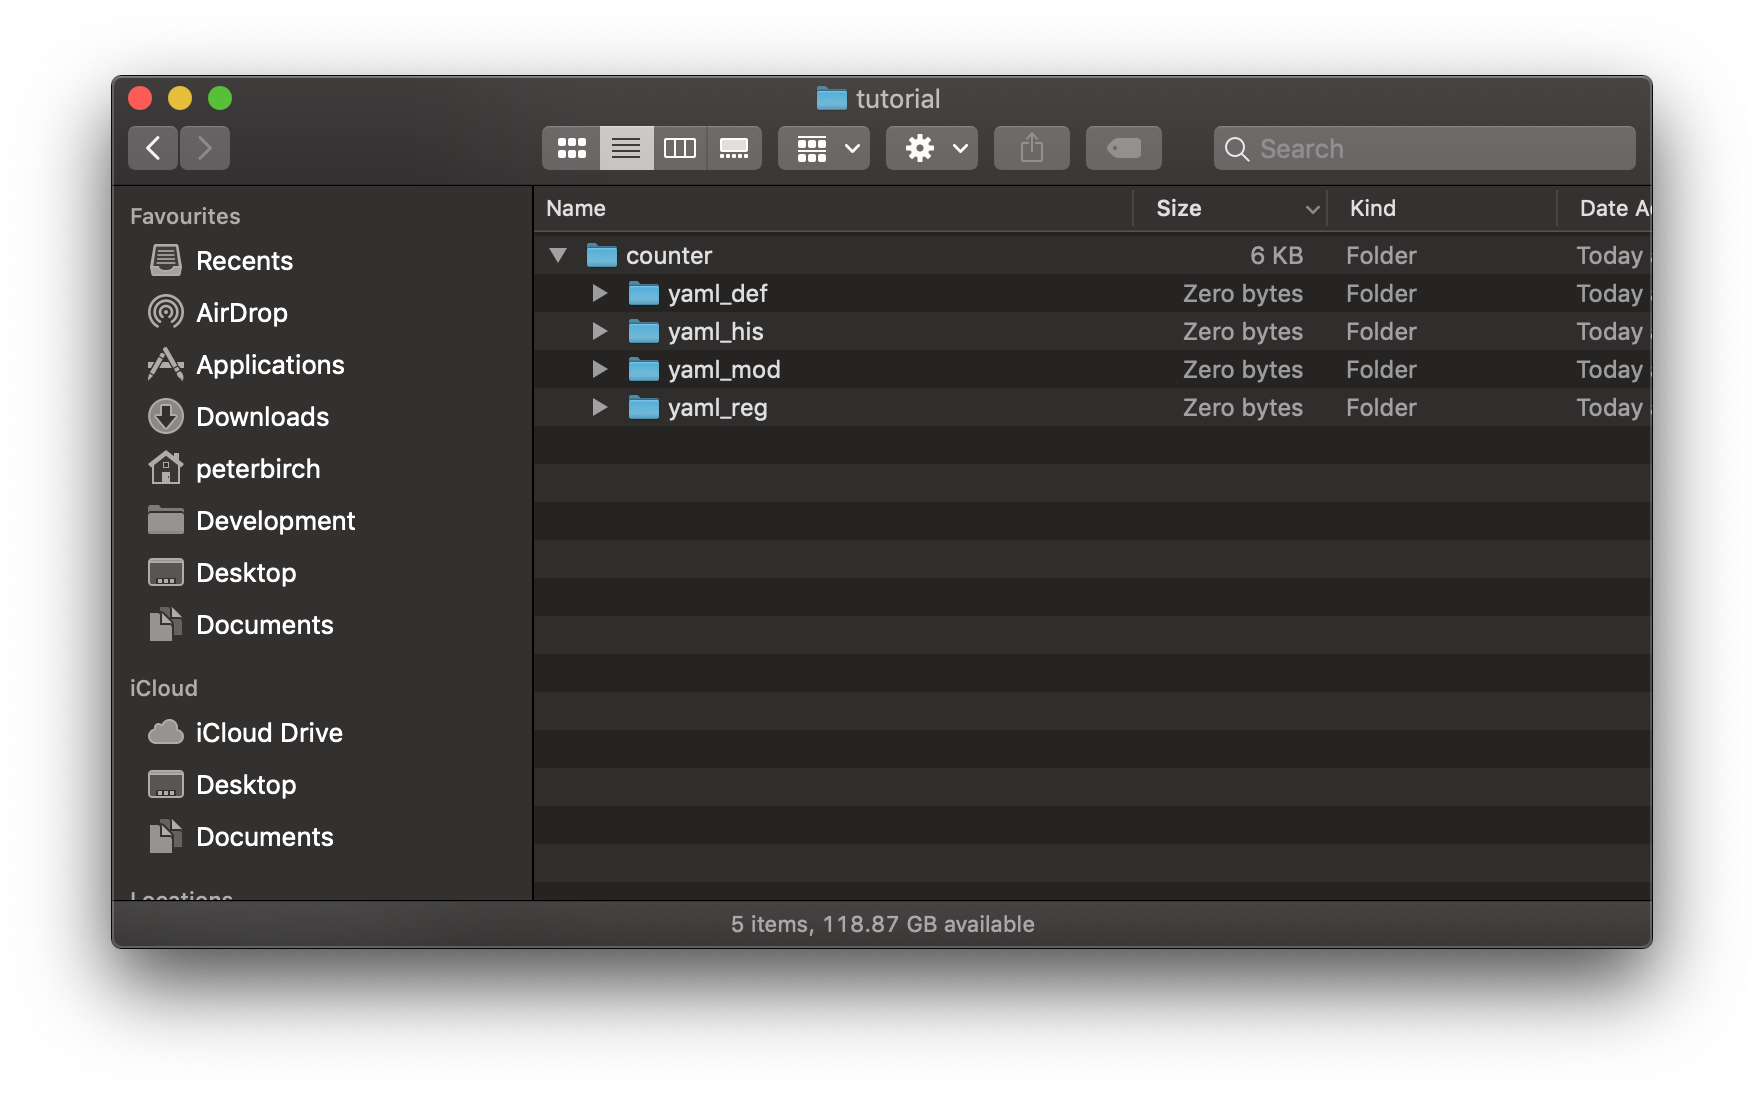 tutorial
Search
Favourites
Recents
AirDrop
Applications
Downloads
peterbirch
Development
Desktop
Documents
iCloud
iCloud Drive
Desktop
Documents
Locations
Name Size Kind Date A
counter 6 KB Folder Today
yaml_def Zero bytes Folder Today
yaml_his Zero bytes Folder Today
yaml_mod Zero bytes Folder Today
yaml_reg Zero bytes Folder Today
5 items, 118.87 GB available